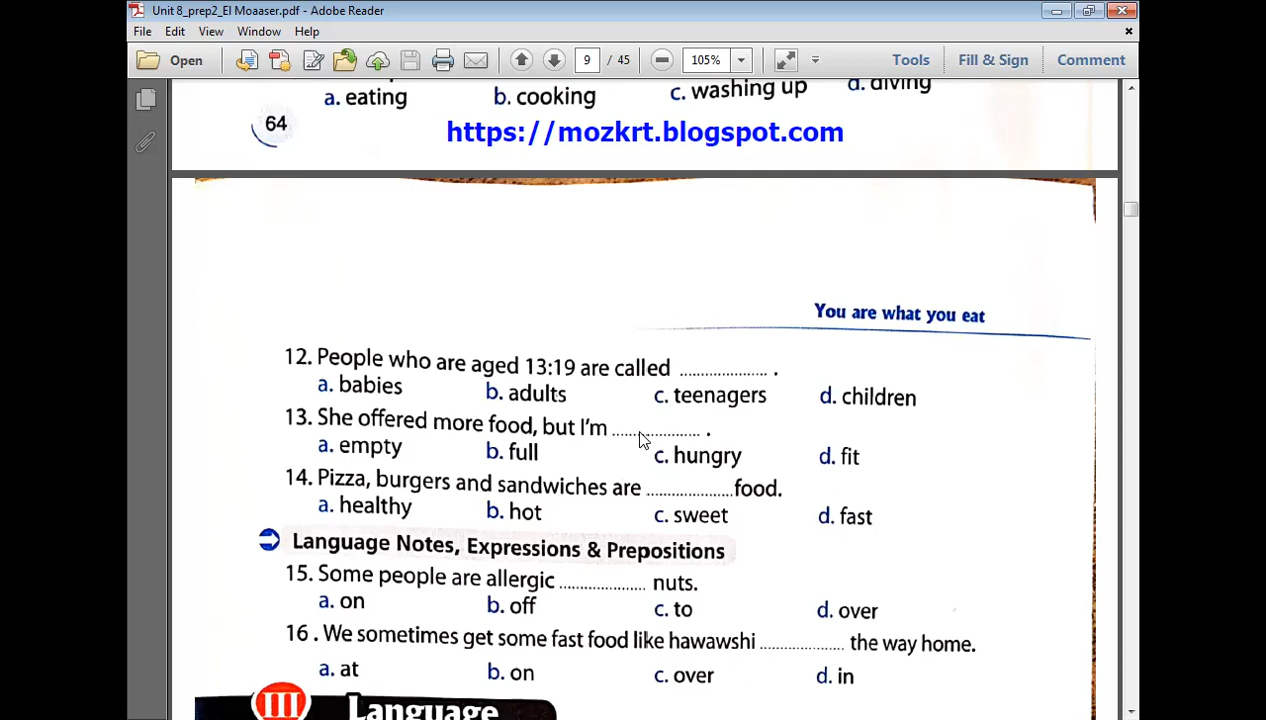 Unit 8_prep2_El Moaaser.pdf - Adobe Reader
File Edit View Window Help
Open 9 / 45 105% Tools Fill & Sign Comment
a. eating b. cooking c. washing up d. diving
64
https://mozkrt.blogspot.com
You are what you eat
12. People who are aged 13:19 are called ..................... .
a. babies b. adults c. teenagers d. children
13. She offered more food, but I'm ..................... .
a. empty b. full c. hungry d. fit
14. Pizza, burgers and sandwiches are ..................... food.
a. healthy b. hot c. sweet d. fast
Language Notes, Expressions & Prepositions
15. Some people are allergic ..................... nuts.
a. on b. off c. to d. over
16 . We sometimes get some fast food like hawawshi ..................... the way home.
a. at b. on c. over d. in
III Language